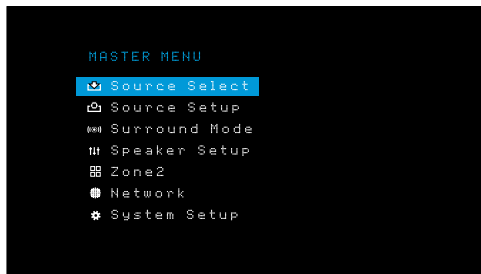 MASTER MENU
Source Select
Source Setup
Surround Mode
Speaker Setup
Zone2
Network
System Setup